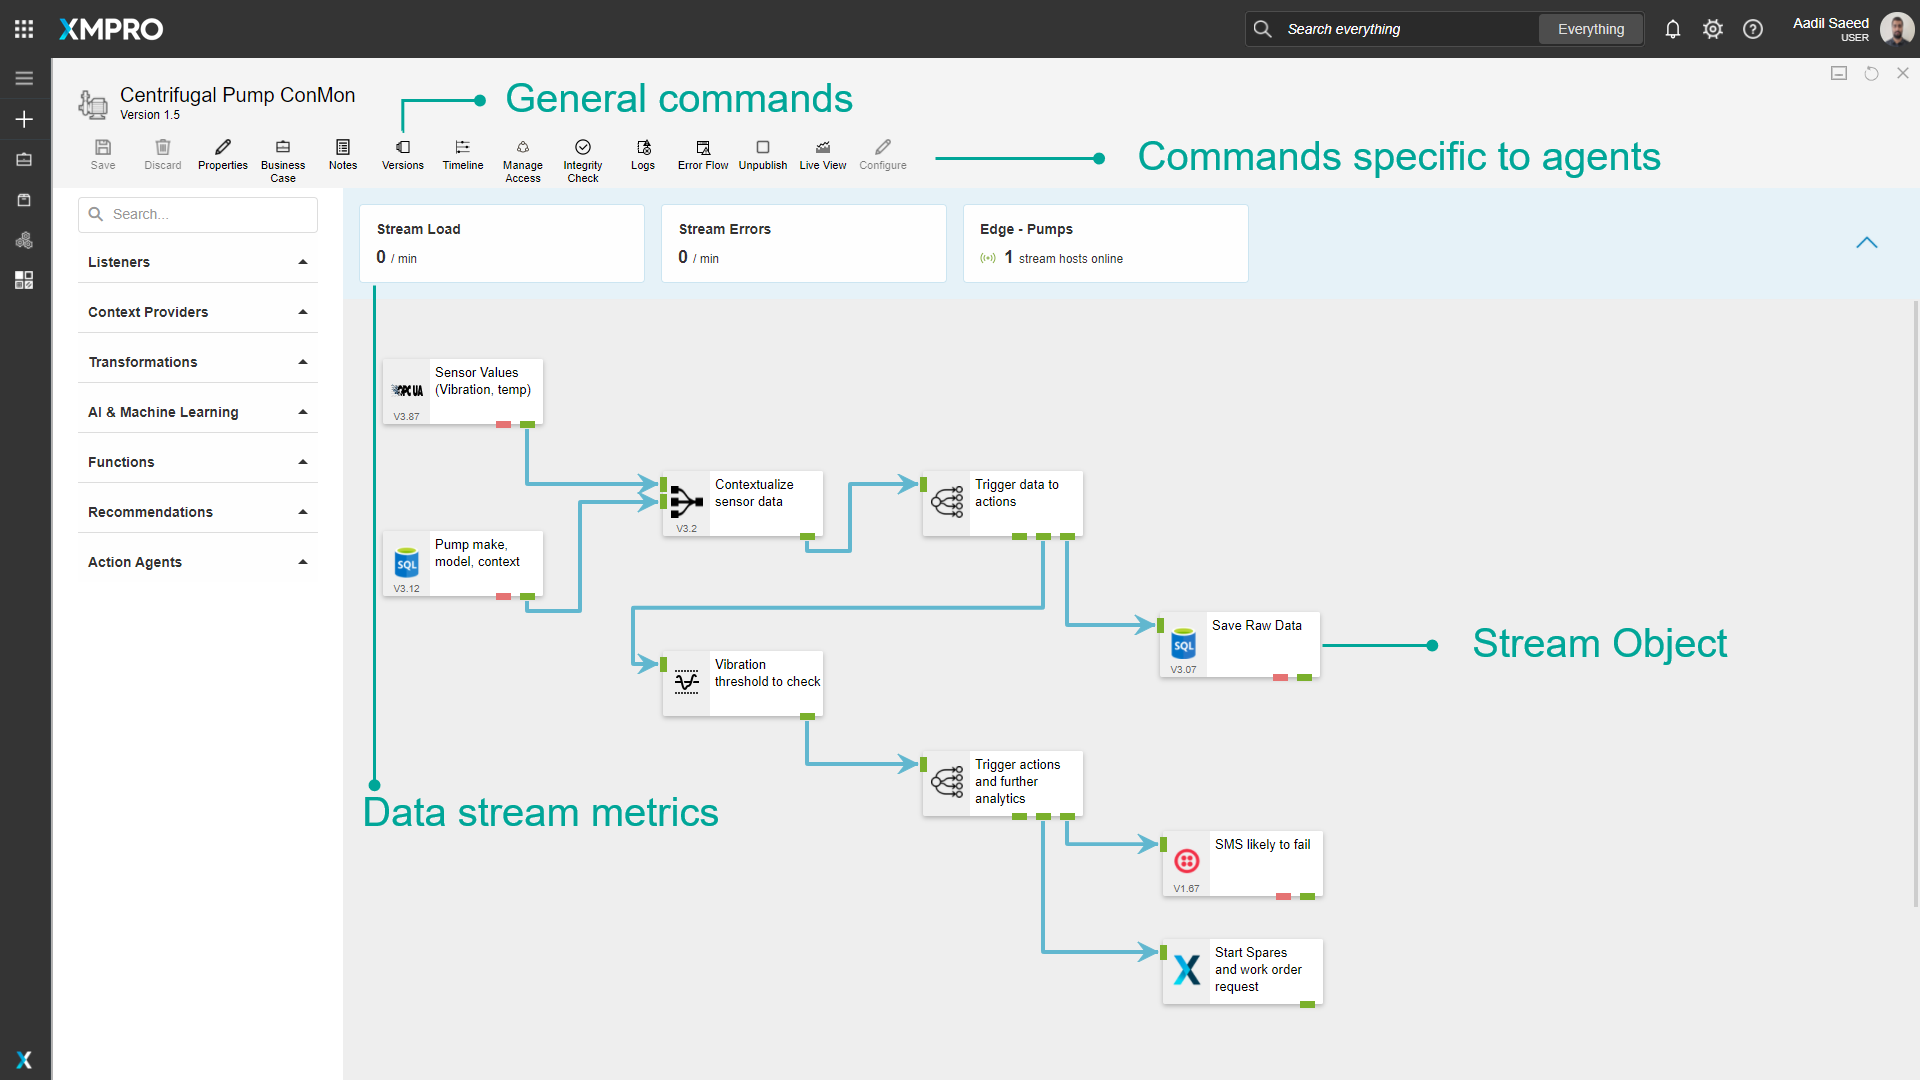 XMPRO
Search everything
Everything
Aadil Saeed
USER
Centrifugal Pump ConMon
Version 1.5
General commands
Save
Discard
Properties
Business
Case
Notes
Versions
Timeline
Manage
Access
Integrity
Check
Logs
Error Flow
Unpublish
Live View
Configure
Commands specific to agents
Search...
Listeners
Context Providers
Transformations
AI & Machine Learning
Functions
Recommendations
Action Agents
Stream Load
0 / min
Stream Errors
0 / min
Edge - Pumps
1 stream hosts online
Sensor Values
(Vibration, temp)
OPC UA
V3.87
Contextualize
sensor data
V3.2
Trigger data to
actions
Pump make,
model, context
SQL
V3.12
Save Raw Data
SQL
V3.07
Stream Object
Vibration
threshold to check
Trigger actions
and further
analytics
Data stream metrics
SMS likely to fail
V1.67
Start Spares
and work order
request
X
X